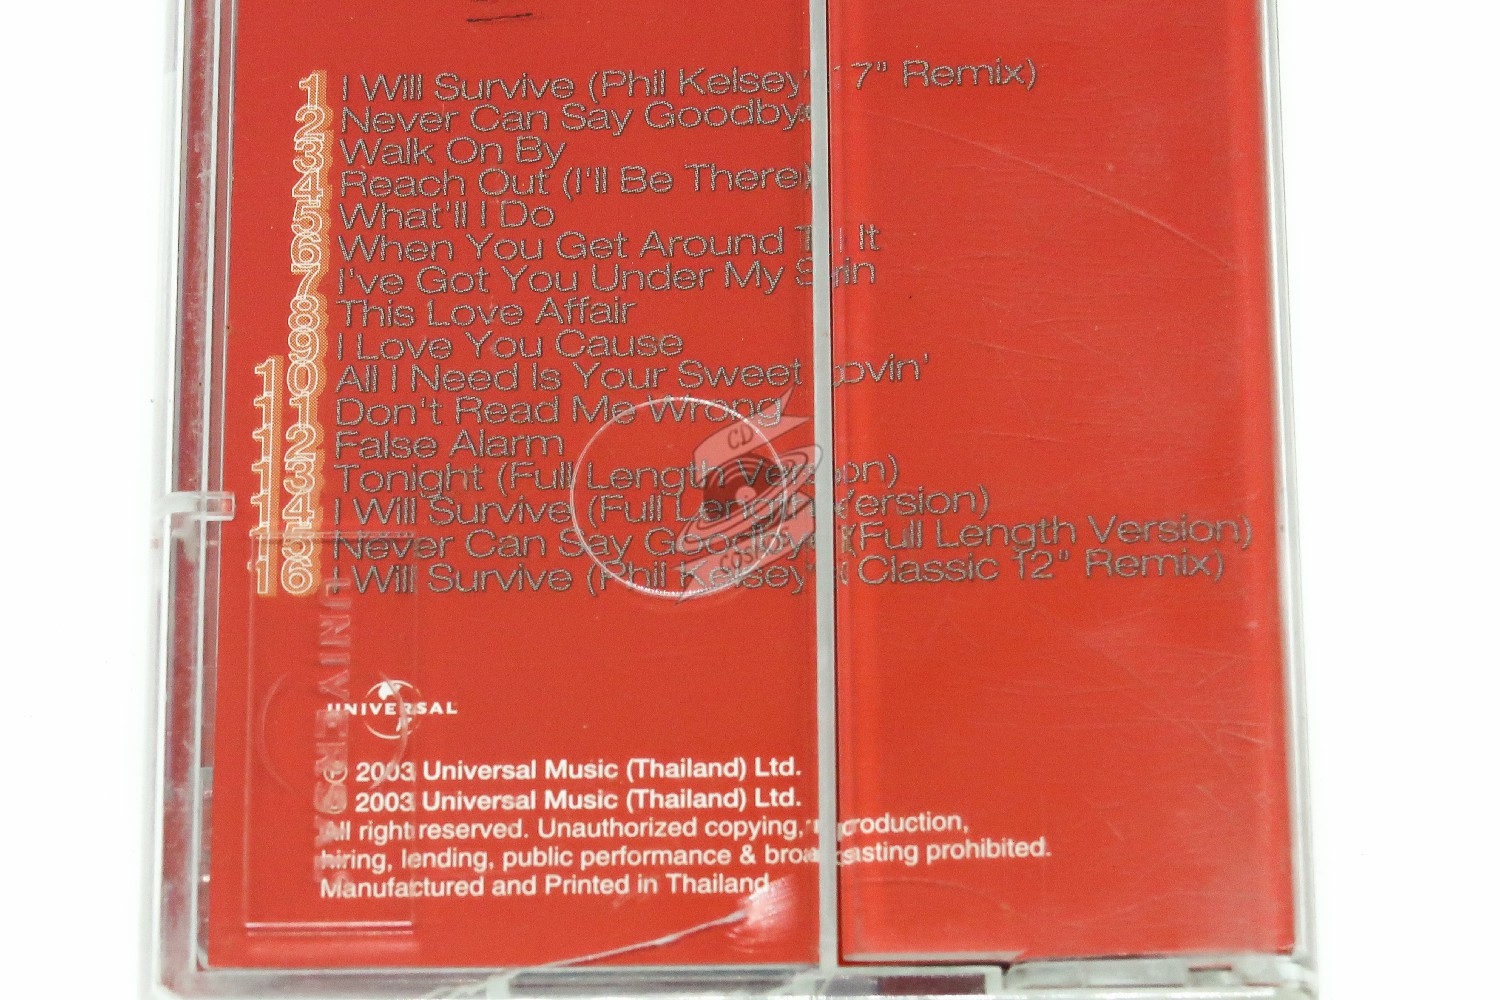 1 I Will Survive (Phil Kelsey's 7" Remix)
2 Never Can Say Goodbye
3 Walk On By
4 Reach Out (I'll Be There)
5 What'll I Do
6 When You Get Around To It
7 I've Got You Under My Skin
8 This Love Affair
9 I Love You Cause
10 All I Need Is Your Sweet Lovin'
11 Don't Read Me Wrong
12 False Alarm
13 Tonight (Full Length Version)
14 I Will Survive (Full Length Version)
15 Never Can Say Goodbye (Full Length Version)
16 I Will Survive (Phil Kelsey's Classic 12" Remix)
CD
COSMOS
UNIVERSAL
UNIVERSAL
℗ 2003 Universal Music (Thailand) Ltd.
© 2003 Universal Music (Thailand) Ltd.
All right reserved. Unauthorized copying, reproduction,
hiring, lending, public performance & broadcasting prohibited.
Manufactured and Printed in Thailand.